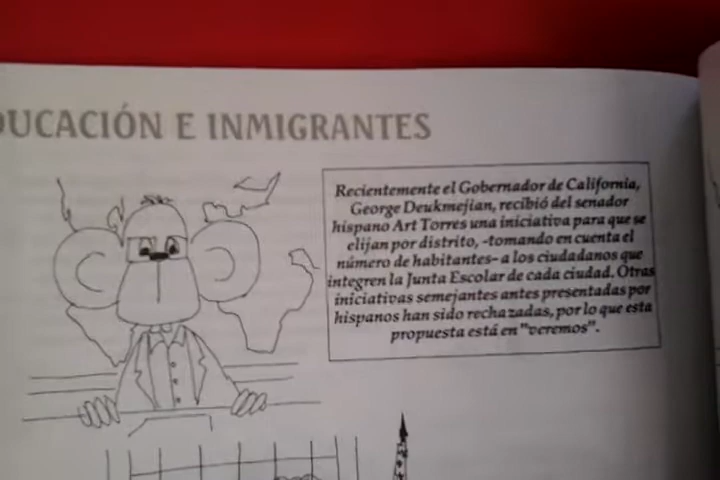 DUCACIÓN E INMIGRANTES
Recientemente el Gobernador de California,
George Deukmejian, recibió del senador
hispano Art Torres una iniciativa para que se
elijan por distrito, -tomando en cuenta el
número de habitantes- a los ciudadanos que
integren la Junta Escolar de cada ciudad. Otras
iniciativas semejantes antes presentadas por
hispanos han sido rechazadas, por lo que esta
propuesta está en "veremos".